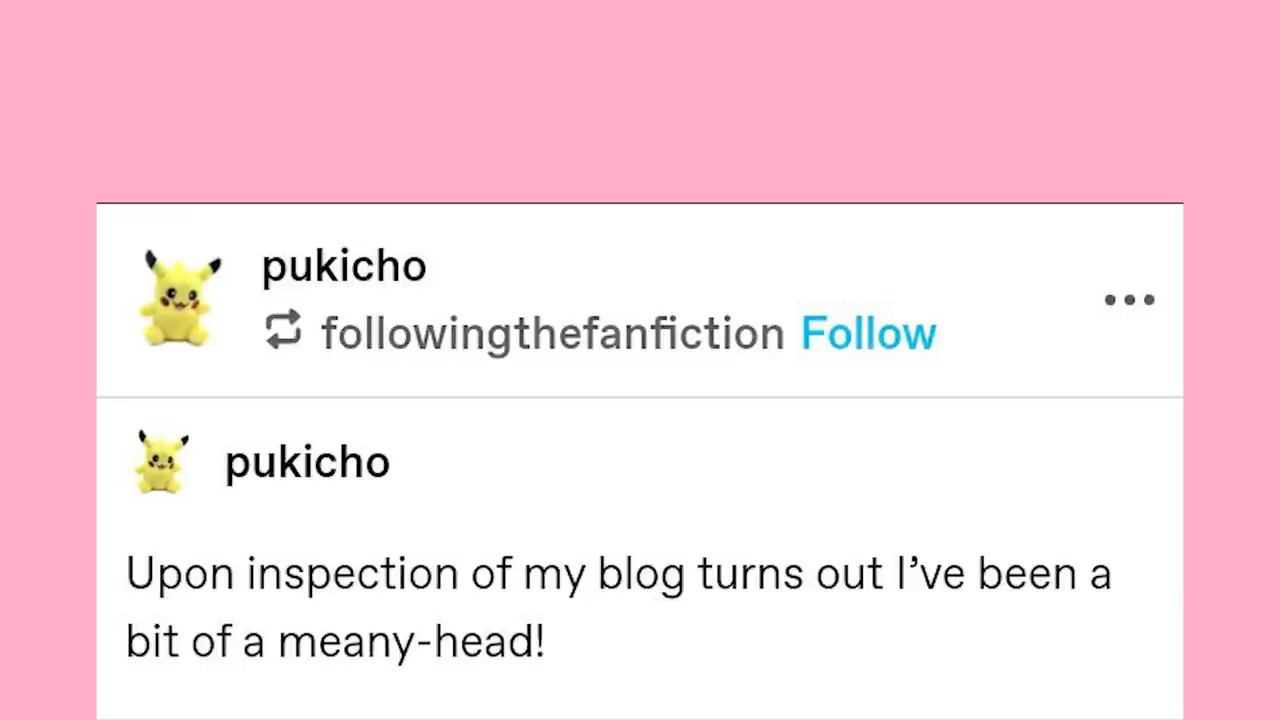 pukicho
followingthefanfiction Follow
pukicho
Upon inspection of my blog turns out I’ve been a
bit of a meany-head!